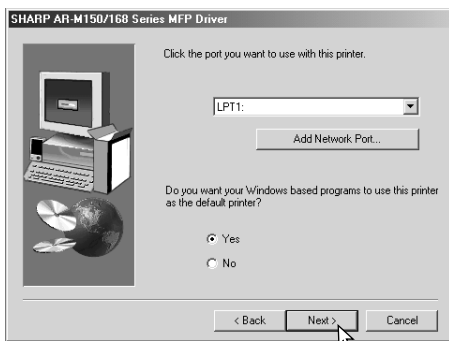 SHARP AR-M150/168 Series MFP Driver
Click the port you want to use with this printer.
LPT1:
Add Network Port...
Do you want your Windows based programs to use this printer
as the default printer?
Yes
No
< Back
Next >
Cancel